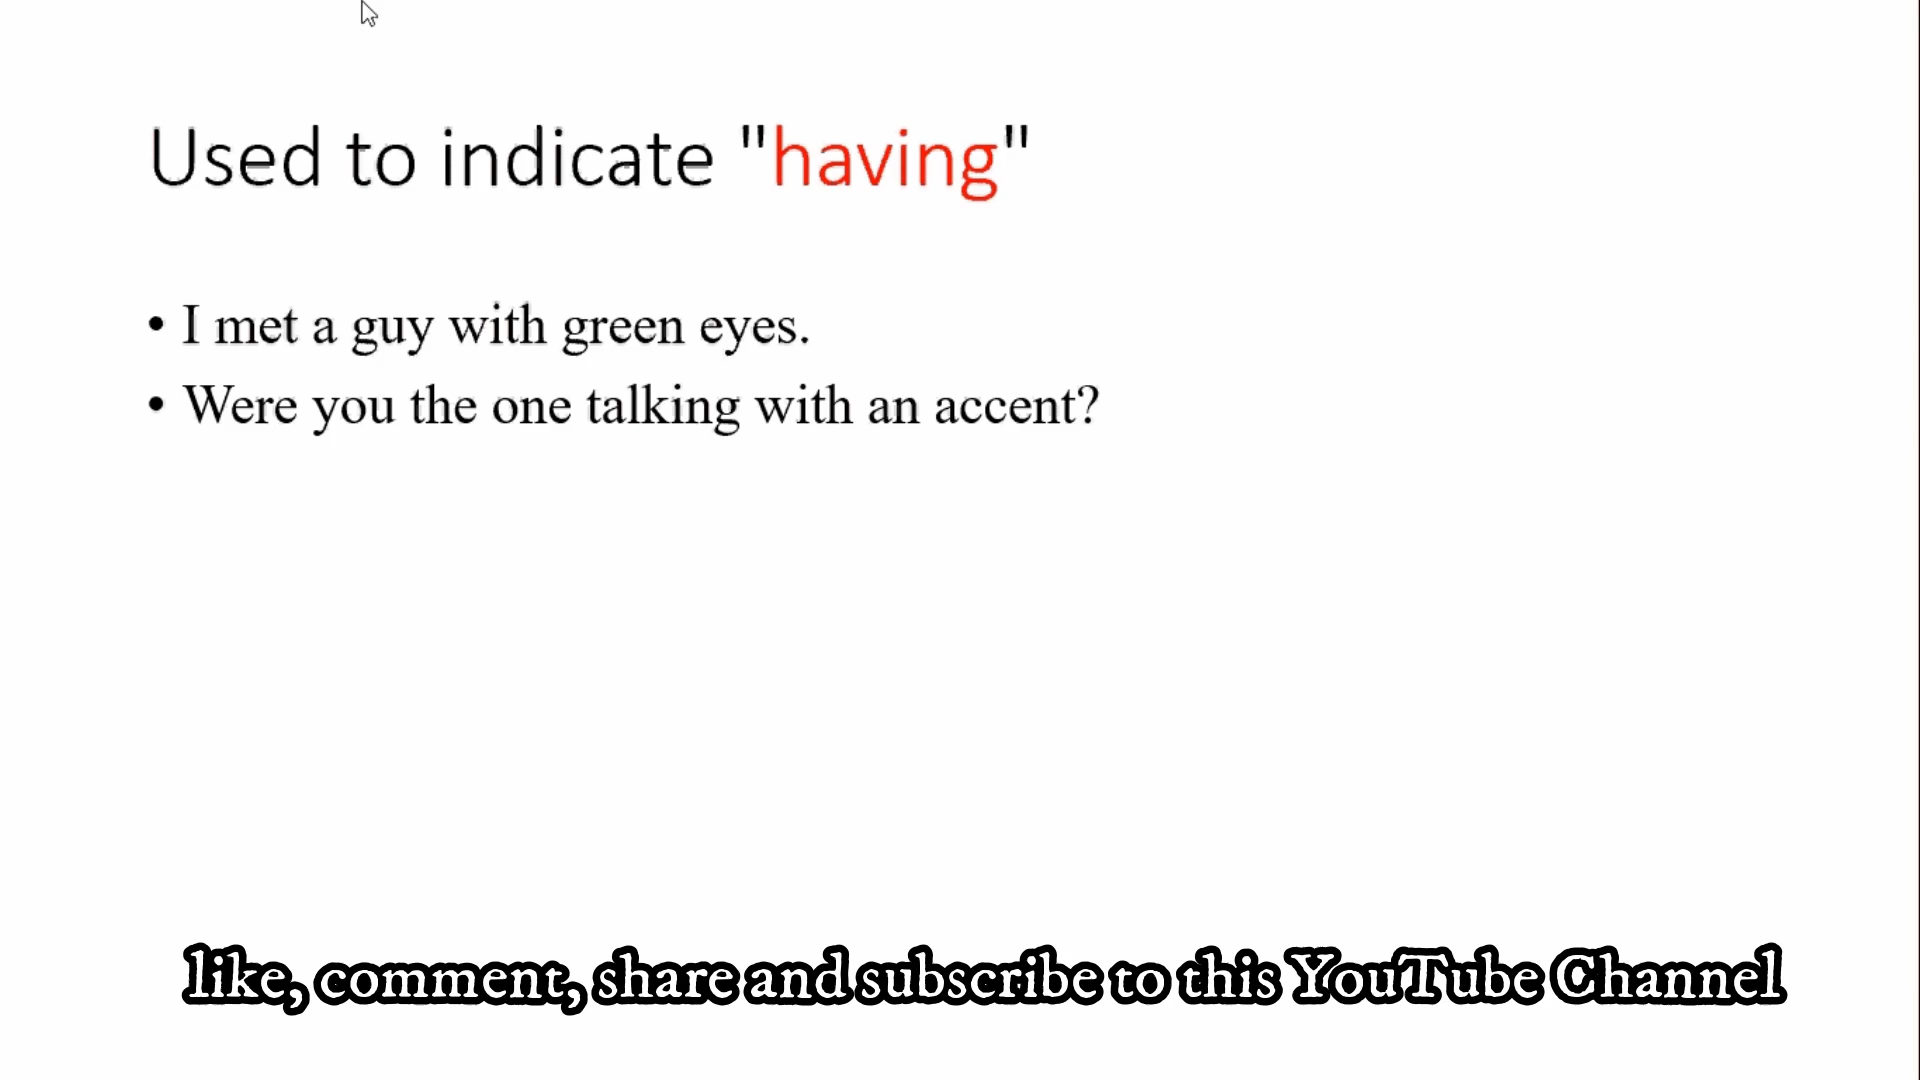 Used to indicate "having"
• I met a guy with green eyes.
• Were you the one talking with an accent?
like, comment, share and subscribe to this YouTube Channel